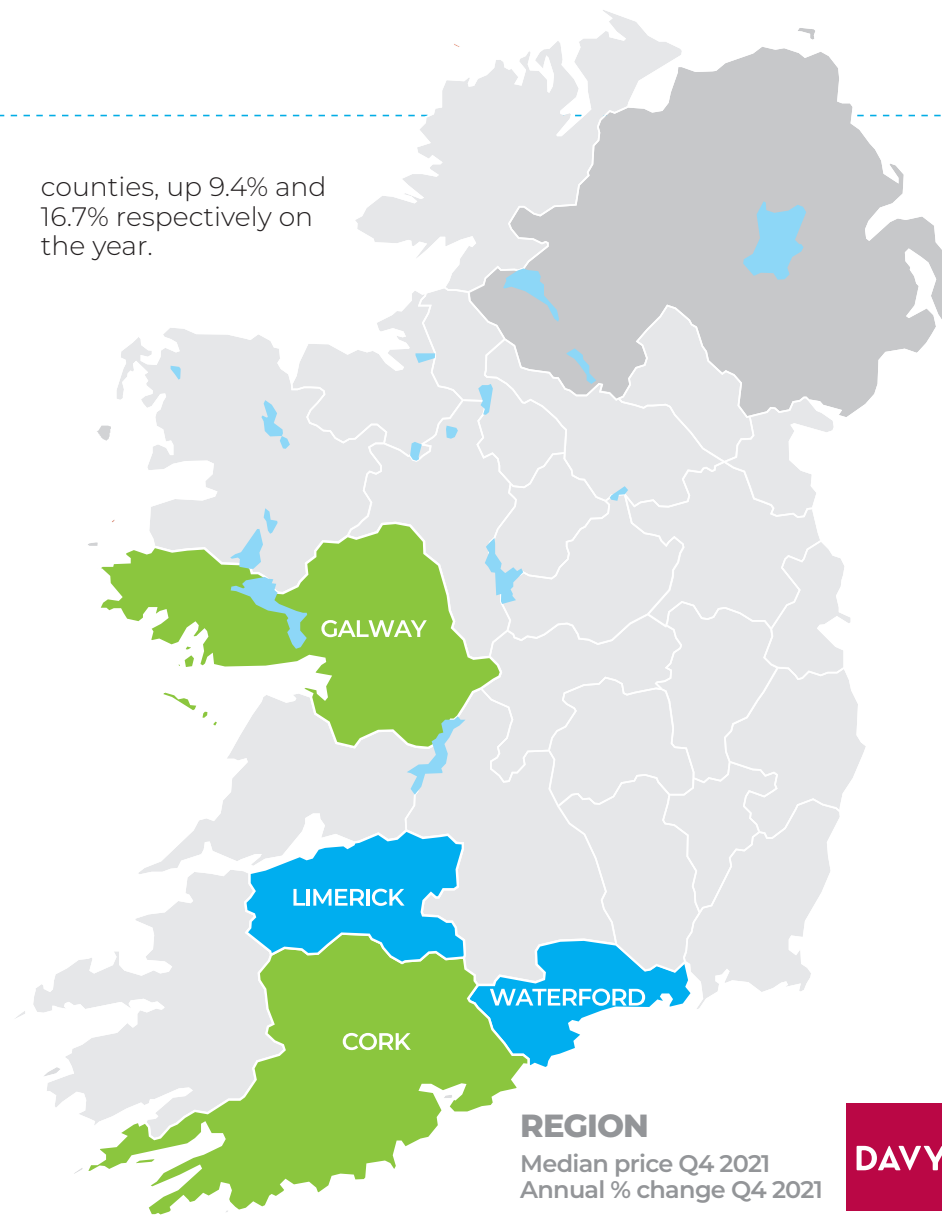 counties, up 9.4% and
16.7% respectively on
the year.
GALWAY
LIMERICK
WATERFORD
CORK
REGION
Median price Q4 2021
Annual % change Q4 2021
DAVY